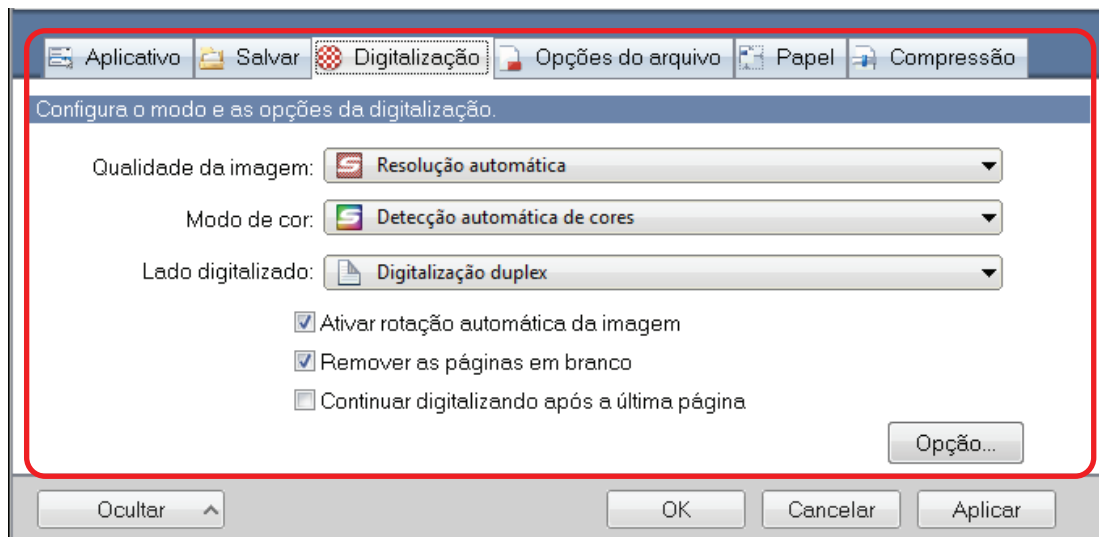 Aplicativo Salvar Digitalização Opções do arquivo Papel Compressão
Configura o modo e as opções da digitalização.
Qualidade da imagem: Resolução automática
Modo de cor: Detecção automática de cores
Lado digitalizado: Digitalização duplex
Ativar rotação automática da imagem
Remover as páginas em branco
Continuar digitalizando após a última página
Opção...
Ocultar OK Cancelar Aplicar